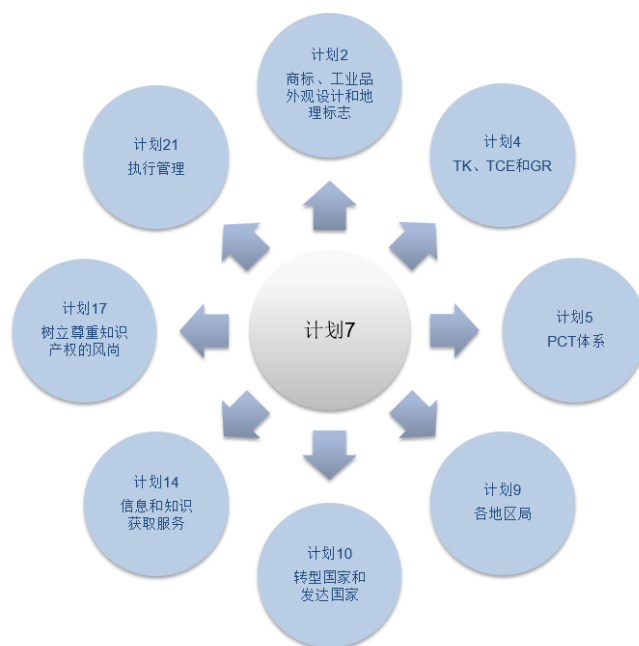 计划2
商标、工业品
外观设计和地
理标志
计划4
TK、TCE和GR
计划5
PCT体系
计划9
各地区局
计划10
转型国家和
发达国家
计划14
信息和知识
获取服务
计划17
树立尊重知识
产权的风尚
计划21
执行管理
计划7